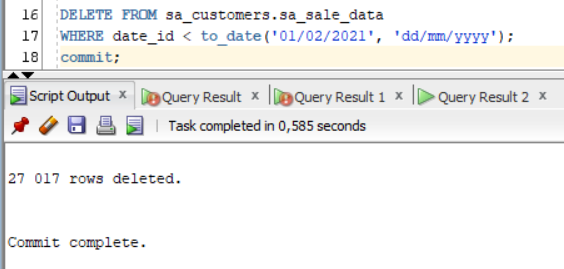 16 DELETE FROM sa_customers.sa_sale_data
17 WHERE date_id < to_date('01/02/2021', 'dd/mm/yyyy');
18 commit;
Script Output x Query Result x Query Result 1 x Query Result 2 x
Task completed in 0,585 seconds
27 017 rows deleted.
Commit complete.